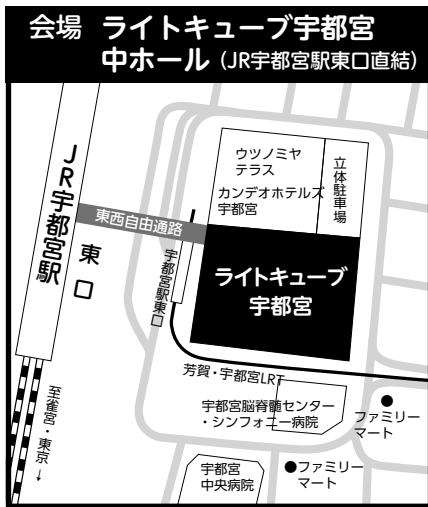 会場 ライトキューブ宇都宮
中ホール（JR宇都宮駅東口直結）
JR宇都宮駅
東口
東西自由通路
宇都宮駅東口
ウツノミヤ
テラス
カンデオホテルズ
宇都宮
立体駐車場
ライトキューブ
宇都宮
芳賀・宇都宮LRT
宇都宮脳脊髄センター
・シンフォニー病院
ファミリー
マート
宇都宮
中央病院
ファミリー
マート
至雀宮・東京→